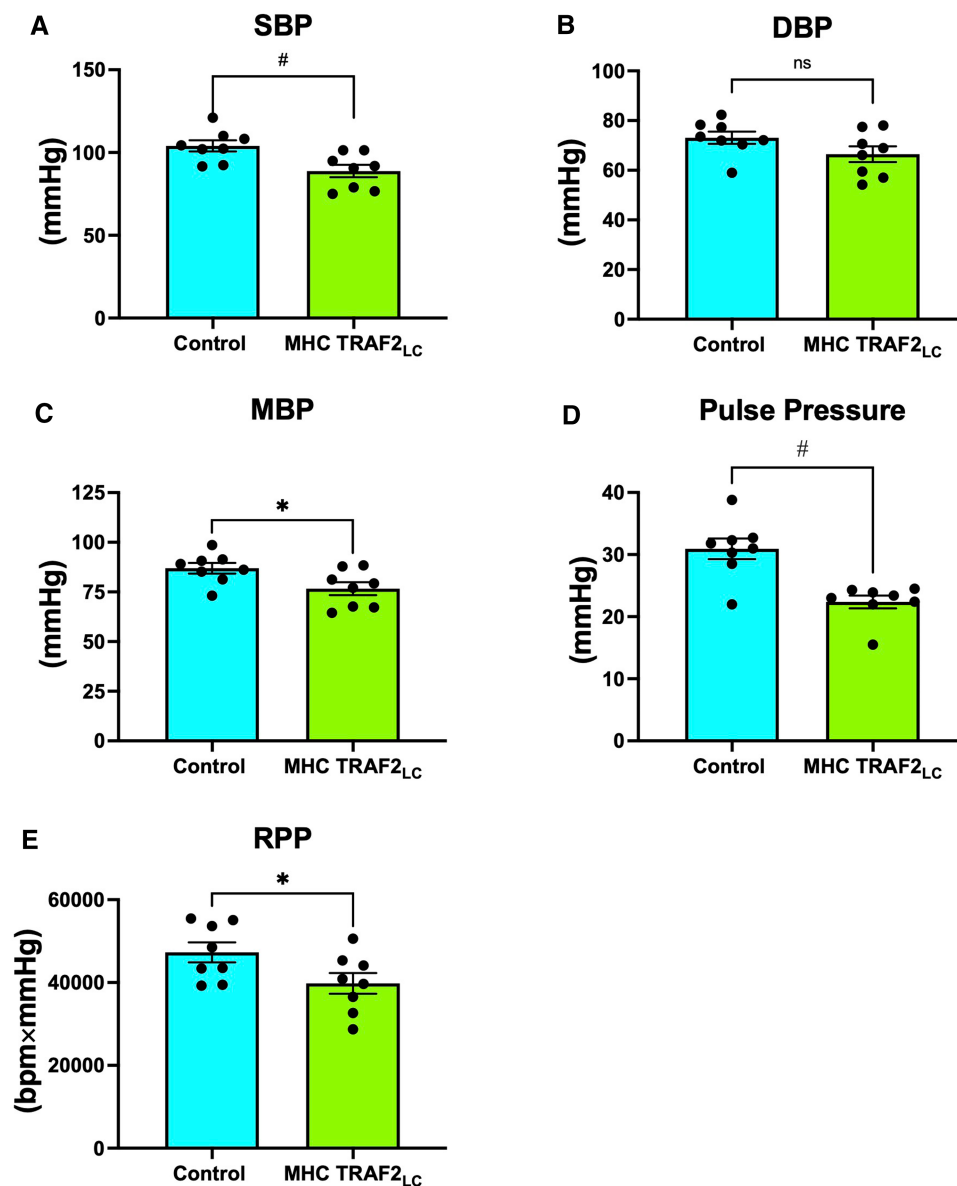 A
SBP
#
150
100
50
0
(mmHg)
Control
MHC TRAF2LC
B
DBP
ns
100
80
60
40
20
0
(mmHg)
Control
MHC TRAF2LC
C
MBP
*
125
100
75
50
25
0
(mmHg)
Control
MHC TRAF2LC
D
Pulse Pressure
#
40
30
20
10
0
(mmHg)
Control
MHC TRAF2LC
E
RPP
*
60000
40000
20000
0
(bpm×mmHg)
Control
MHC TRAF2LC